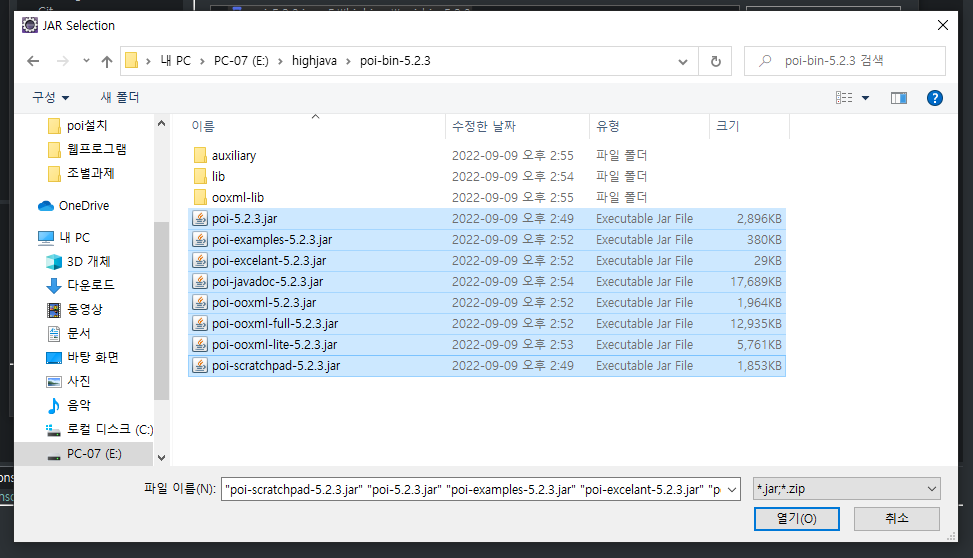 JAR Selection
내 PC > PC-07 (E:) > highjava > poi-bin-5.2.3
poi-bin-5.2.3 검색
구성
새 폴더
poi설치
웹프로그램
조별과제
OneDrive
내 PC
3D 개체
다운로드
동영상
문서
바탕 화면
사진
음악
로컬 디스크 (C:)
PC-07 (E:)
이름 수정한 날짜 유형 크기
auxiliary 2022-09-09 오후 2:55 파일 폴더
lib 2022-09-09 오후 2:54 파일 폴더
ooxml-lib 2022-09-09 오후 2:55 파일 폴더
poi-5.2.3.jar 2022-09-09 오후 2:49 Executable Jar File 2,896KB
poi-examples-5.2.3.jar 2022-09-09 오후 2:52 Executable Jar File 380KB
poi-excelant-5.2.3.jar 2022-09-09 오후 2:52 Executable Jar File 29KB
poi-javadoc-5.2.3.jar 2022-09-09 오후 2:54 Executable Jar File 17,689KB
poi-ooxml-5.2.3.jar 2022-09-09 오후 2:52 Executable Jar File 1,964KB
poi-ooxml-full-5.2.3.jar 2022-09-09 오후 2:52 Executable Jar File 12,935KB
poi-ooxml-lite-5.2.3.jar 2022-09-09 오후 2:53 Executable Jar File 5,761KB
poi-scratchpad-5.2.3.jar 2022-09-09 오후 2:49 Executable Jar File 1,853KB
파일 이름(N): "poi-scratchpad-5.2.3.jar" "poi-5.2.3.jar" "poi-examples-5.2.3.jar" "poi-excelant-5.2.3.jar" "p
*.jar;*.zip
열기(O)
취소